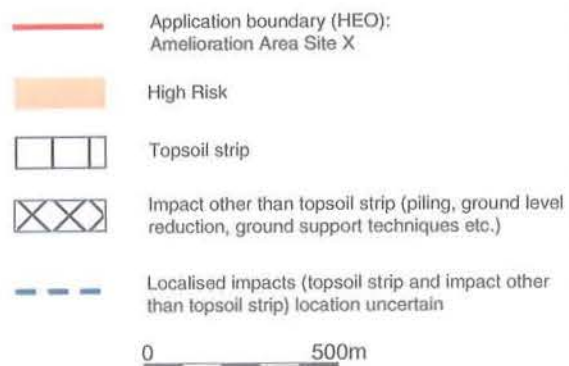 Application boundary (HEO):
Amelioration Area Site X
High Risk
Topsoil strip
Impact other than topsoil strip (piling, ground level
reduction, ground support techniques etc.)
Localised impacts (topsoil strip and impact other
than topsoil strip) location uncertain
0 500m